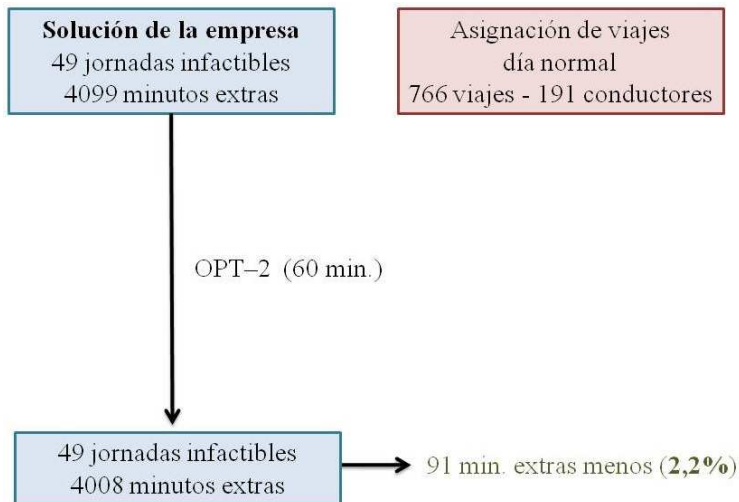 Solución de la empresa
49 jornadas infactibles
4099 minutos extras
Asignación de viajes
día normal
766 viajes - 191 conductores
OPT–2 (60 min.)
49 jornadas infactibles
4008 minutos extras
91 min. extras menos (2,2%)